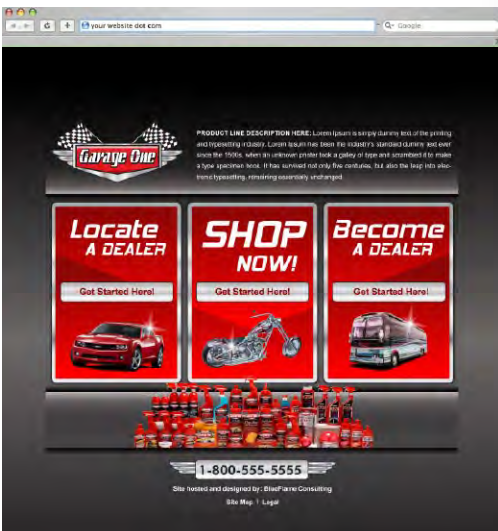 your website dot com
Google
Garage One
PRODUCT LINE DESCRIPTION HERE: Lorem Ipsum is simply dummy text of the printing
and typesetting industry. Lorem Ipsum has been the industry's standard dummy text ever
since the 1500s, when an unknown printer took a galley of type and scrambled it to make
a type specimen book. It has survived not only five centuries, but also the leap into elec-
tronic typesetting, remaining essentially unchanged.
Locate
A DEALER
Get Started Here!
SHOP
NOW!
Get Started Here!
Become
A DEALER
Get Started Here!
1-800-555-5555
Site hosted and designed by: BlueFlame Consulting
Site Map | Legal